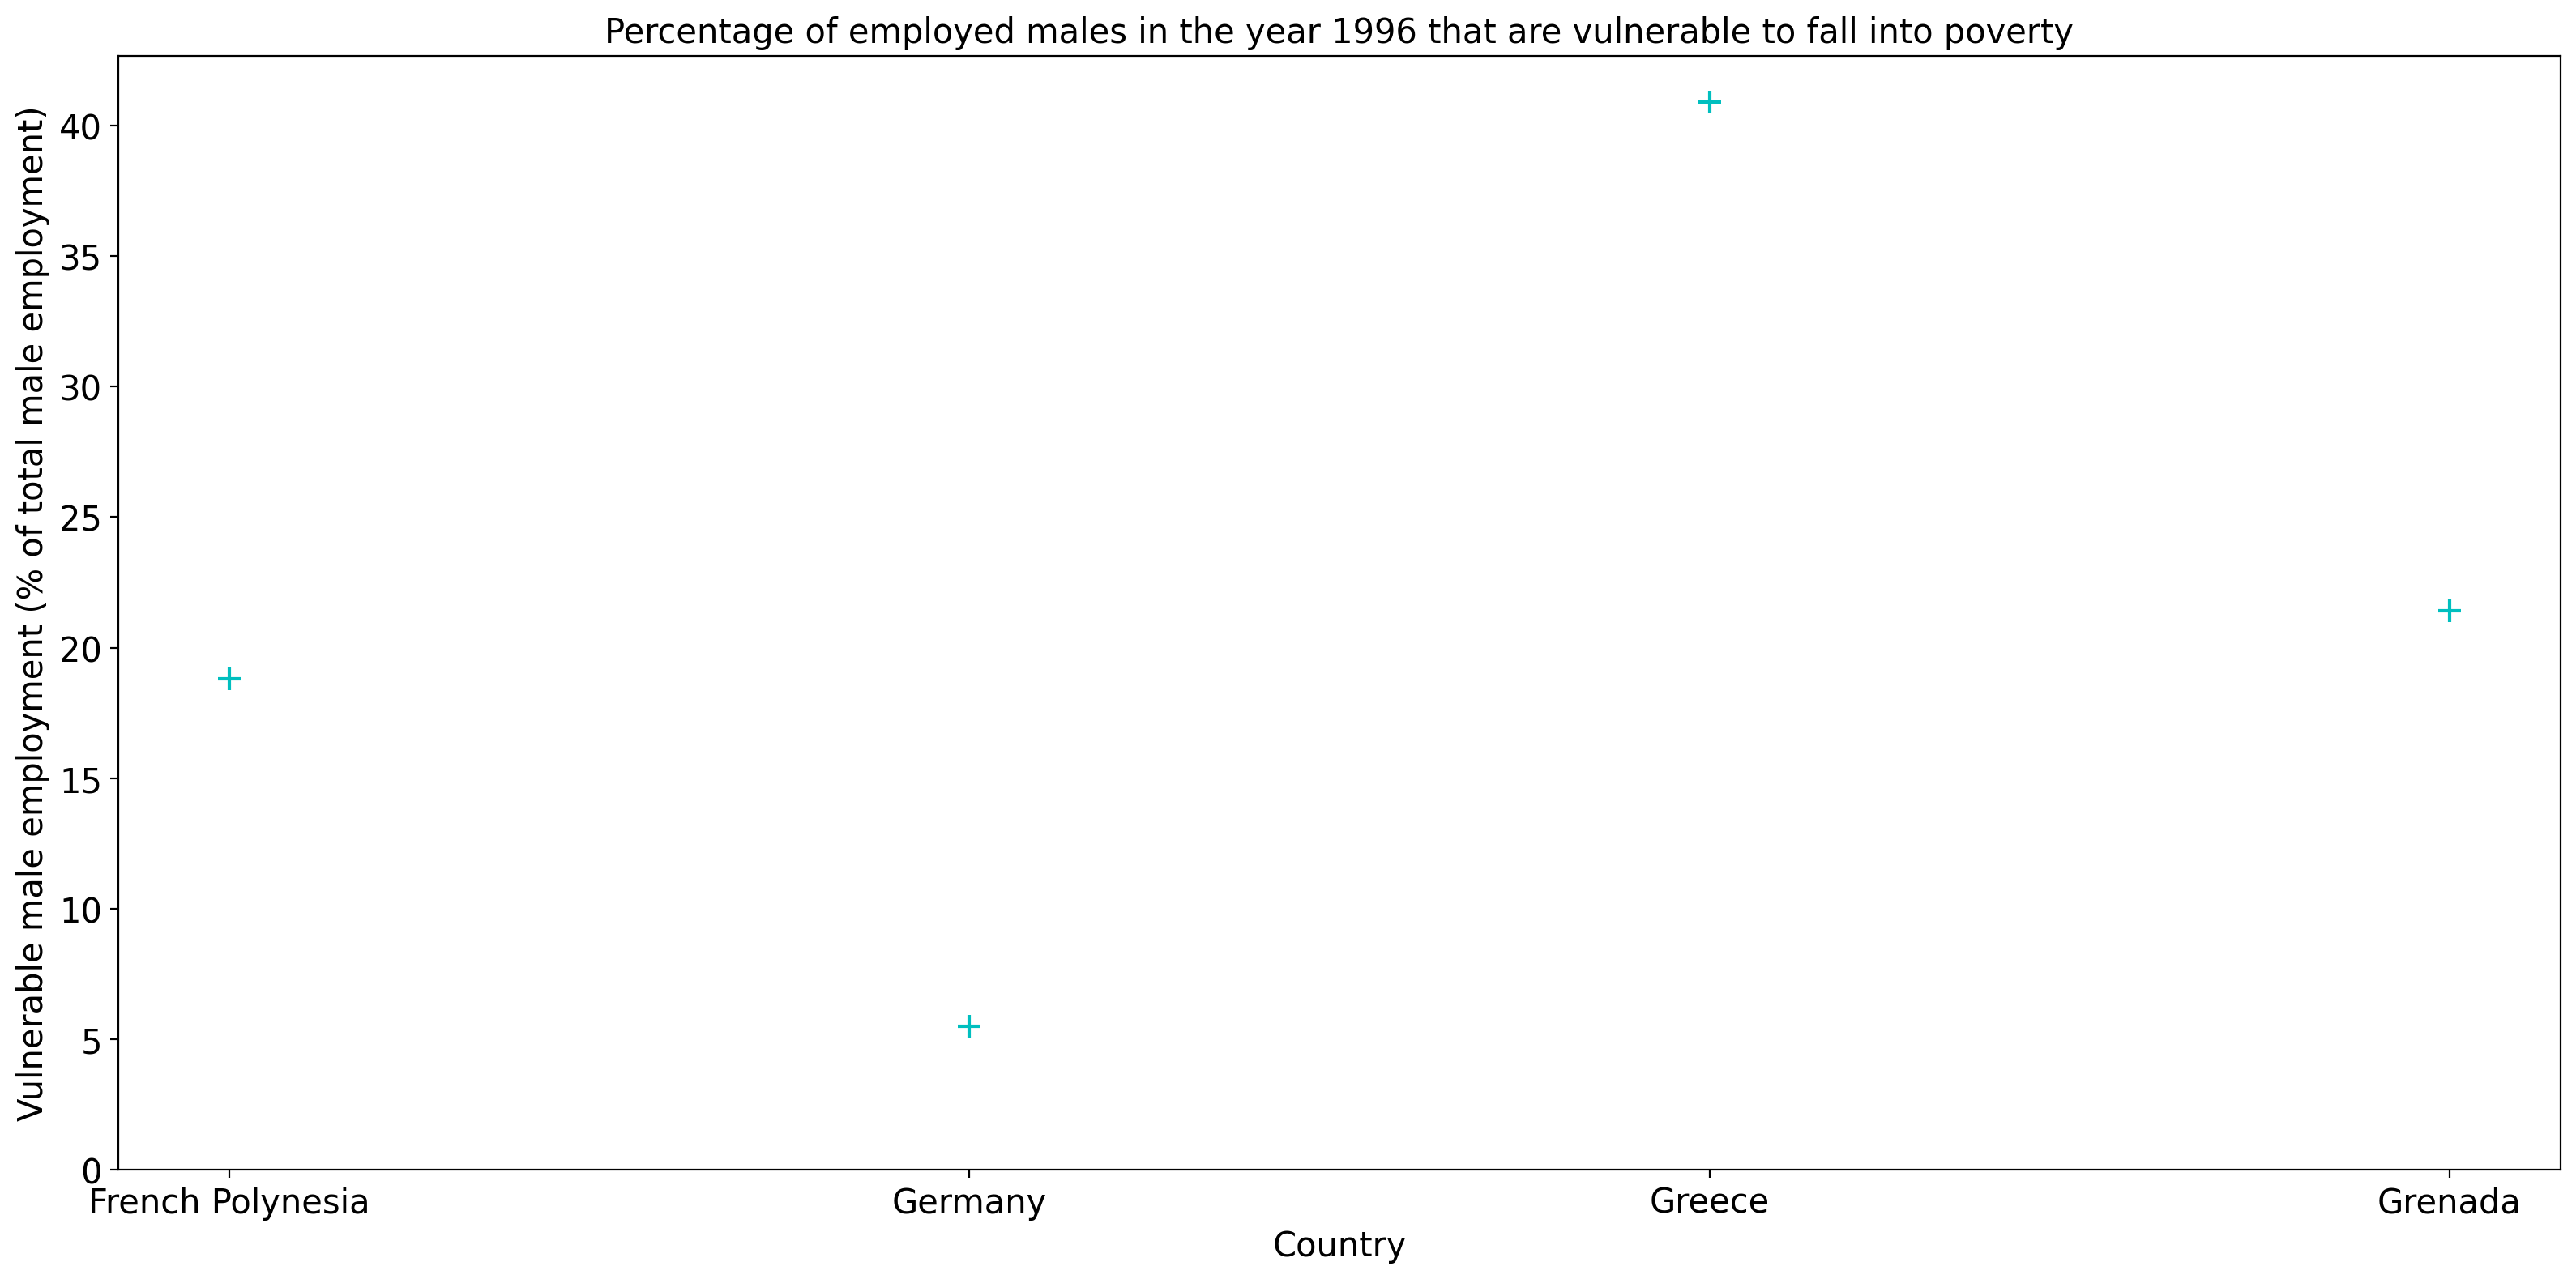 Percentage of employed males in the year 1996 that are vulnerable to fall into poverty
Vulnerable male employment (% of total male employment)
40
35
30
25
20
15
10
5
0
French Polynesia
Germany
Greece
Grenada
Country